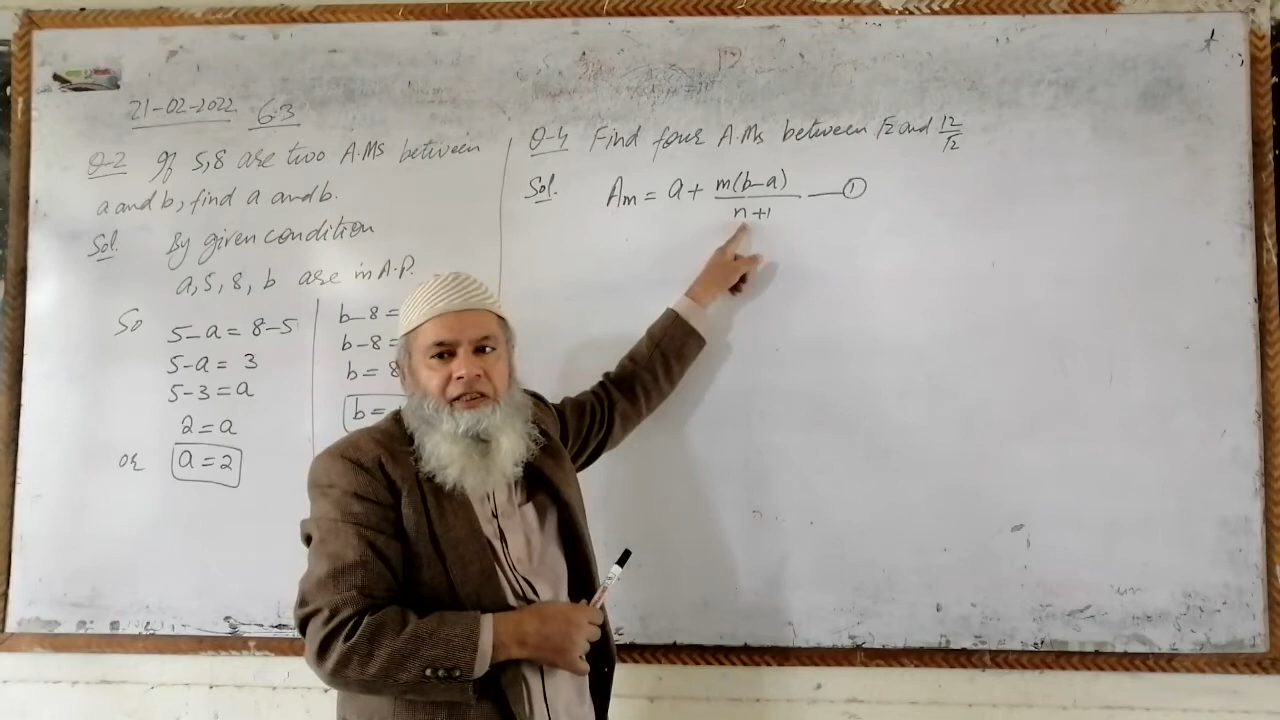 21-02-2022 6.3
Q-2 If 5,8 are two A.Ms between
a and b, find a and b.
Sol. By given condition
a, 5, 8, b are in A.P.
So 5-a = 8-5
5-a = 3
5-3 = a
2 = a
or a = 2
b-8 =
b-8 =
b = 8
b =
Q-4 Find four A.Ms between √2 and 12/√2
Sol. Am = a + m(b-a)/n+1 — ①